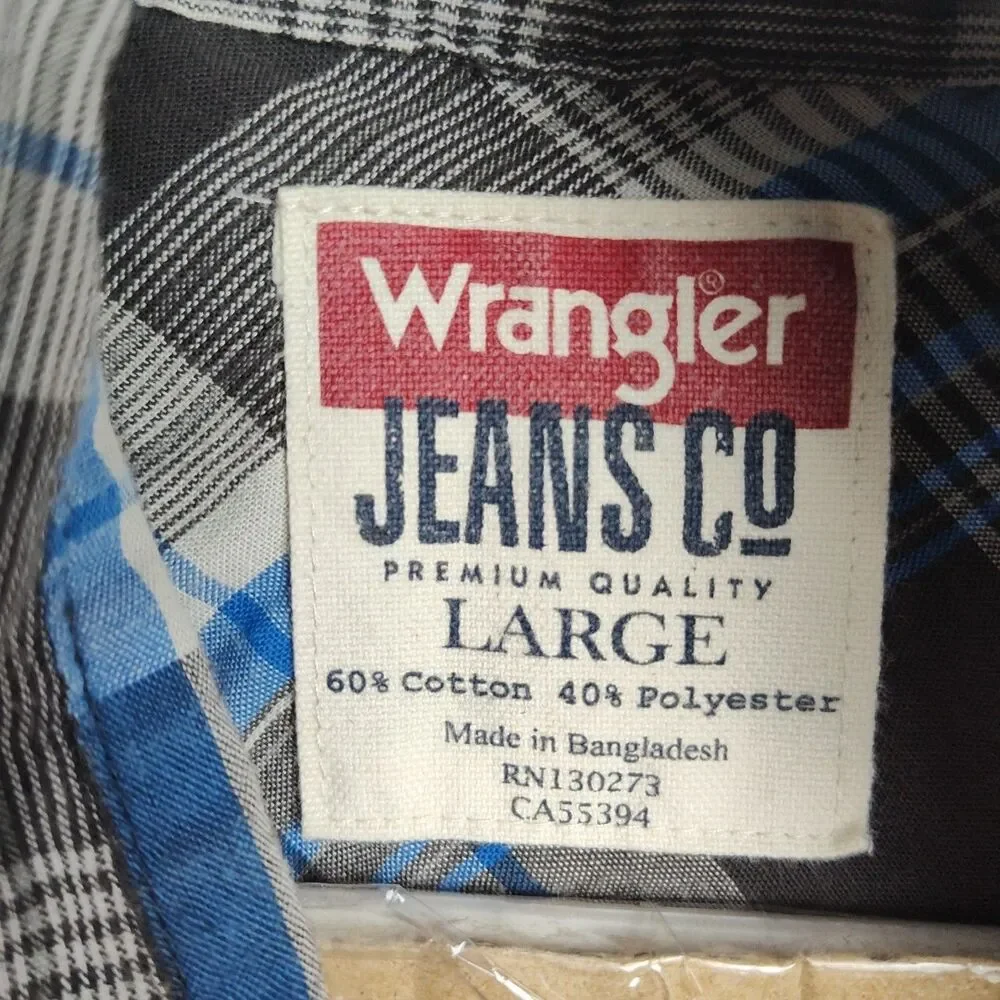 Wrangler®
JEANS CO
PREMIUM QUALITY
LARGE
60% Cotton 40% Polyester
Made in Bangladesh
RN130273
CA55394